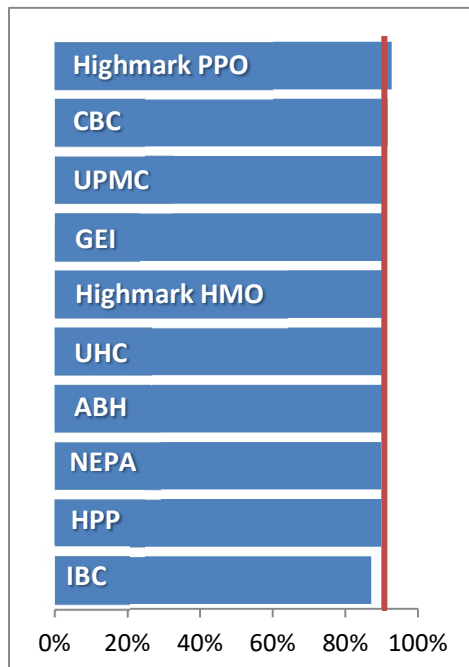 Highmark PPO
CBC
UPMC
GEI
Highmark HMO
UHC
ABH
NEPA
HPP
IBC
0% 20% 40% 60% 80% 100%